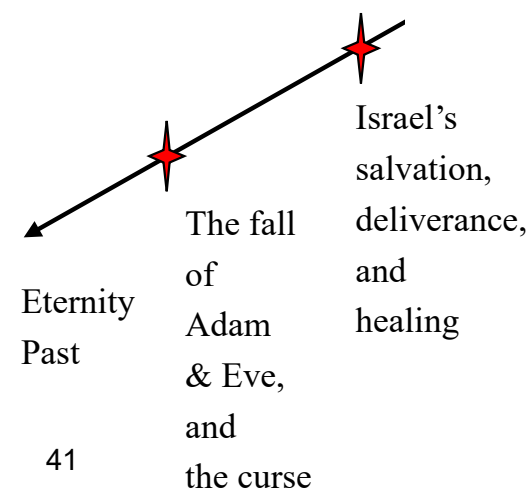 Israel’s
salvation,
deliverance,
and
healing
The fall
of
Adam
& Eve,
and
the curse
Eternity
Past
41